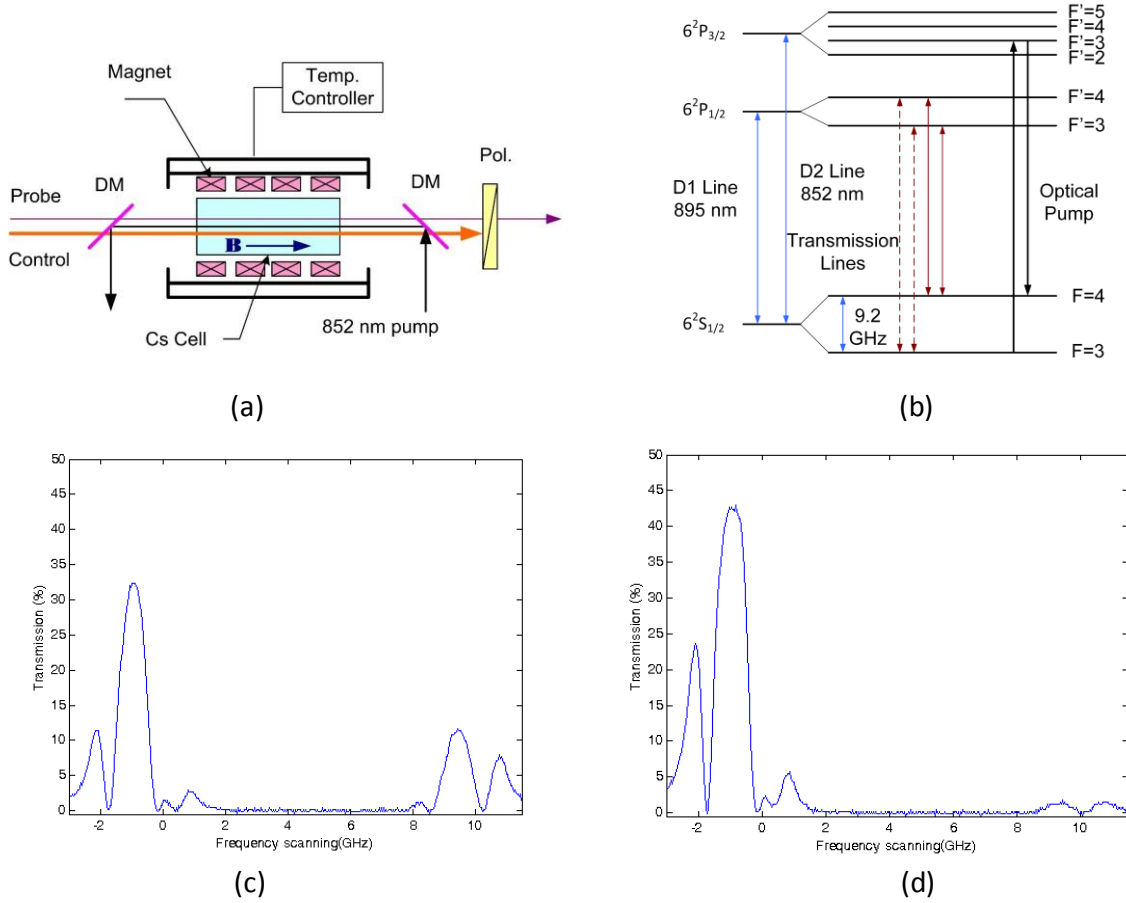 Magnet
Temp.
Controller
Pol.
DM
DM
Probe
Control
B
Cs Cell
852 nm pump
(a)
6²P₃/₂
F'=5
F'=4
F'=3
F'=2
6²P₁/₂
F'=4
F'=3
D1 Line
895 nm
D2 Line
852 nm
Transmission
Lines
Optical
Pump
6²S₁/₂
9.2
GHz
F=4
F=3
(b)
50
45
40
35
30
25
20
15
10
5
0
Transmission (%)
-2
0
2
4
6
8
10
Frequency scanning(GHz)
(c)
50
45
40
35
30
25
20
15
10
5
0
Transmission (%)
-2
0
2
4
6
8
10
Frequency scanning(GHz)
(d)